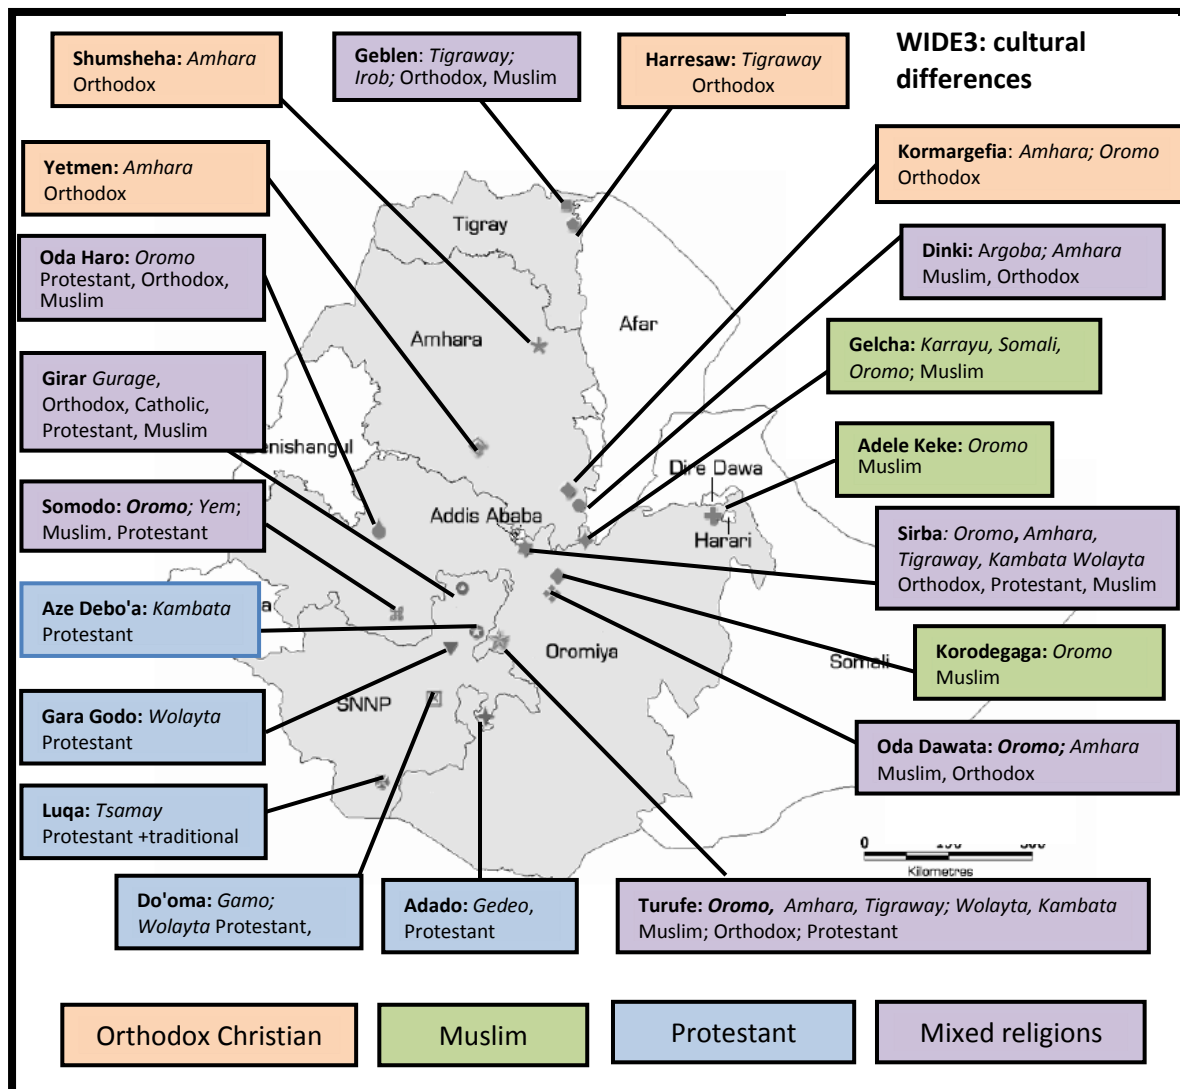 WIDE3: cultural
differences
Shumsheha: Amhara
Orthodox
Geblen: Tigraway;
Irob; Orthodox, Muslim
Harresaw: Tigraway
Orthodox
Yetmen: Amhara
Orthodox
Kormargefia: Amhara; Oromo
Orthodox
Oda Haro: Oromo
Protestant, Orthodox,
Muslim
Dinki: Argoba; Amhara
Muslim, Orthodox
Girar Gurage,
Orthodox, Catholic,
Protestant, Muslim
Gelcha: Karrayu, Somali,
Oromo; Muslim
Adele Keke: Oromo
Muslim
Somodo: Oromo; Yem;
Muslim, Protestant
Sirba: Oromo, Amhara,
Tigraway, Kambata Wolayta
Orthodox, Protestant, Muslim
Aze Debo'a: Kambata
Protestant
Korodegaga: Oromo
Muslim
Gara Godo: Wolayta
Protestant
Oda Dawata: Oromo; Amhara
Muslim, Orthodox
Luqa: Tsamay
Protestant +traditional
Do'oma: Gamo;
Wolayta Protestant,
Adado: Gedeo,
Protestant
Turufe: Oromo, Amhara, Tigraway; Wolayta, Kambata
Muslim; Orthodox; Protestant
Tigray
Afar
Amhara
enishangul
Dire Dawa
Addis Ababa
Harari
a
Oromiya
Somali
SNNP
0
Kilometres
Orthodox Christian
Muslim
Protestant
Mixed religions